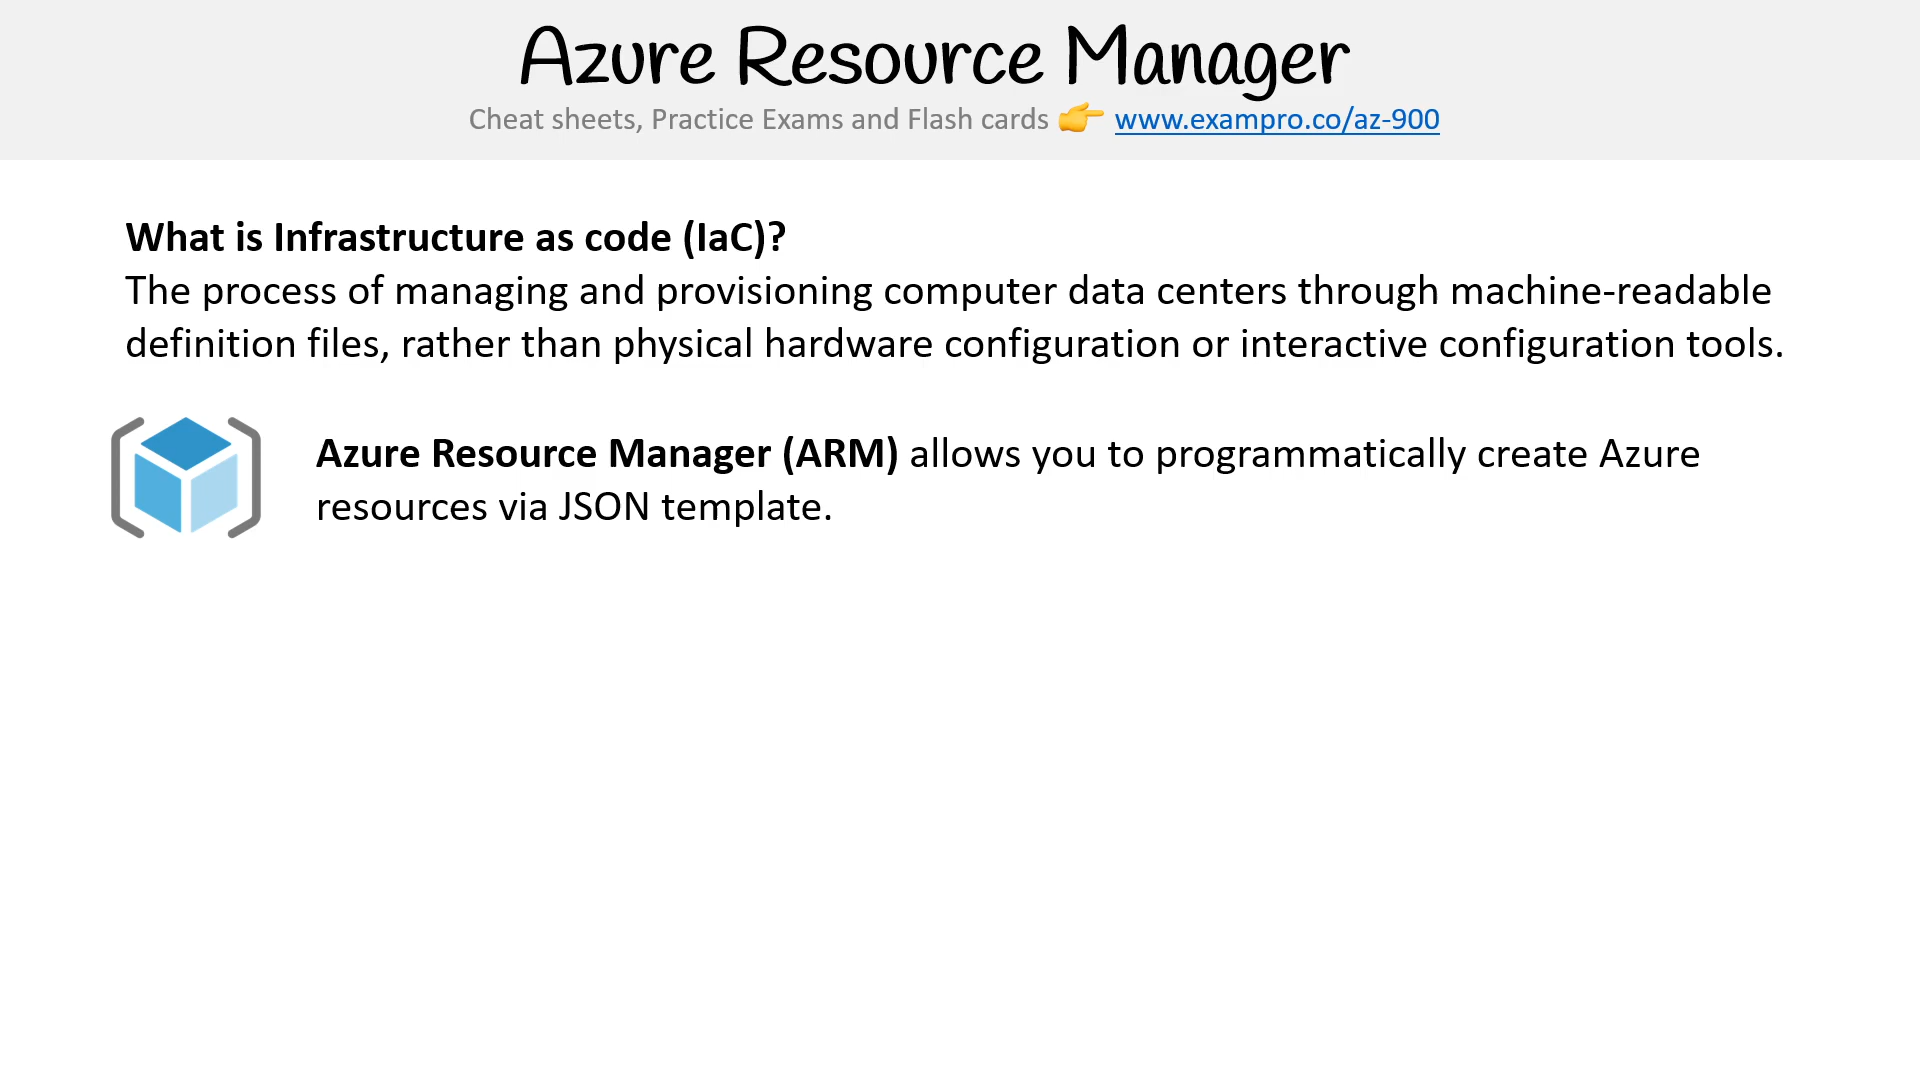 Azure Resource Manager
Cheat sheets, Practice Exams and Flash cards 👉 www.exampro.co/az-900
What is Infrastructure as code (IaC)?
The process of managing and provisioning computer data centers through machine-readable
definition files, rather than physical hardware configuration or interactive configuration tools.
Azure Resource Manager (ARM) allows you to programmatically create Azure
resources via JSON template.